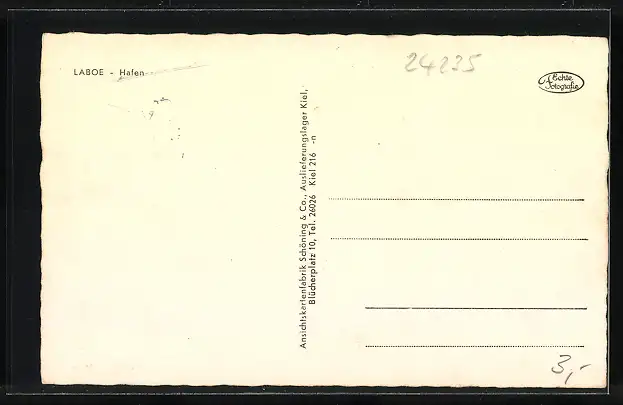 LABOE - Hafen
24235
Echte
Fotografie
Ansichtskartenfabrik Schöning & Co., Auslieferungslager Kiel,
Blücherplatz 10, Tel. 26026 Kiel 216 -n
3,-